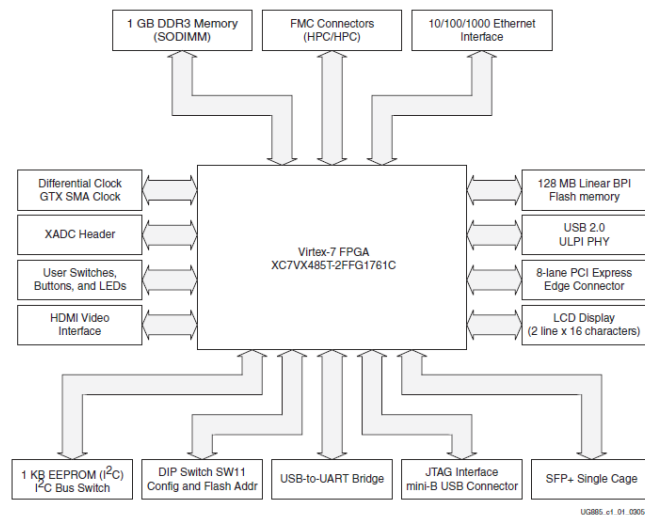 1 GB DDR3 Memory
(SODIMM)
FMC Connectors
(HPC/HPC)
10/100/1000 Ethernet
Interface
Differential Clock
GTX SMA Clock
XADC Header
User Switches,
Buttons, and LEDs
HDMI Video
Interface
Virtex-7 FPGA
XC7VX485T-2FFG1761C
128 MB Linear BPI
Flash memory
USB 2.0
ULPI PHY
8-lane PCI Express
Edge Connector
LCD Display
(2 line x 16 characters)
1 KB EEPROM (I²C)
I²C Bus Switch
DIP Switch SW11
Config and Flash Addr
USB-to-UART Bridge
JTAG Interface
mini-B USB Connector
SFP+ Single Cage
UG885_c1_01_0305